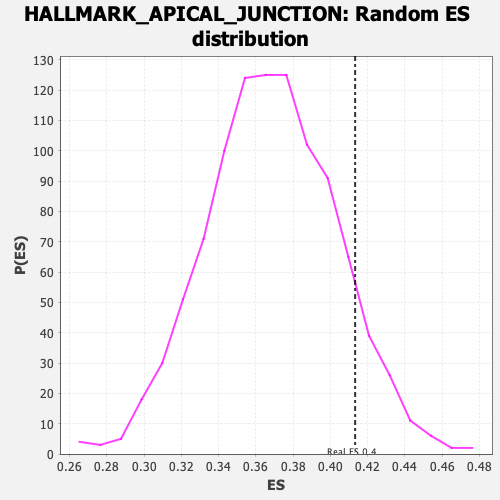 HALLMARK_APICAL_JUNCTION: Random ES
distribution
130
120
110
100
90
80
70
60
50
40
30
20
10
0
P(ES)
Real ES 0.4
0.26 0.28 0.30 0.32 0.34 0.36 0.38 0.40 0.42 0.44 0.46 0.48
ES